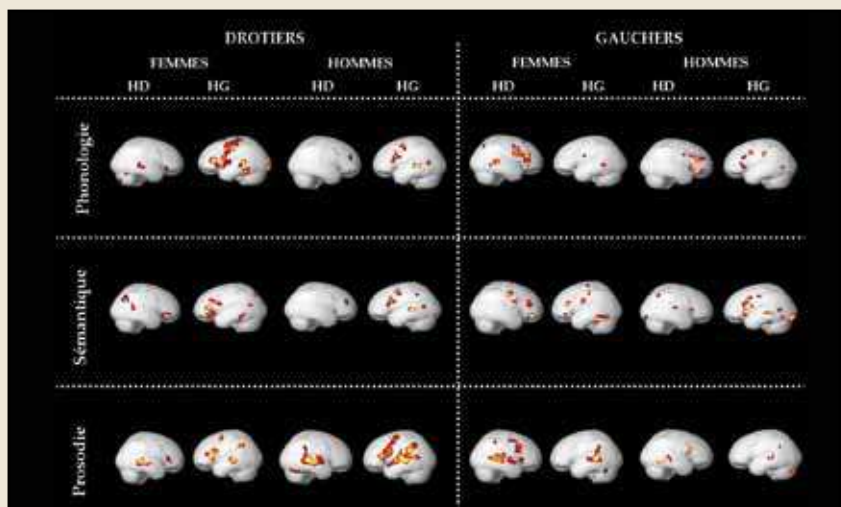 DROTIERS GAUCHERS
FEMMES HOMMES FEMMES HOMMES
HD HG HD HG HD HG HD HG
Phonologie
Sémantique
Prosodie